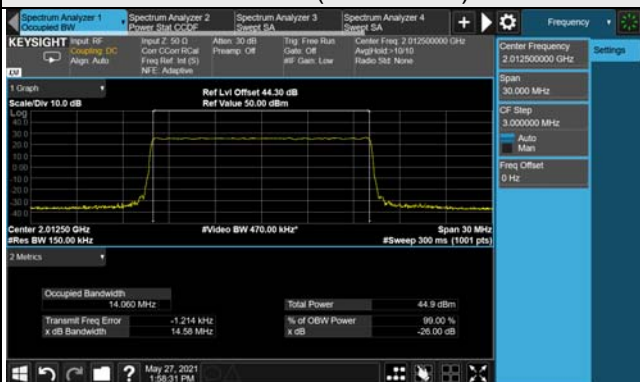 Spectrum Analyzer 1
Occupied BW
Spectrum Analyzer 2
Power Stat CCDF
Spectrum Analyzer 3
Swept SA
Spectrum Analyzer 4
Swept SA
Frequency
KEYSIGHT
Input: RF
Coupling: DC
Align: Auto
Input Z: 50 Ω
Corr CCorr RCal
Freq Ref: Int (S)
NFE: Adaptive
Atten: 30 dB
Preamp: Off
Trig: Free Run
Gate: Off
#IF Gain: Low
Center Freq: 2.012500000 GHz
Avg|Hold:>10/10
Radio Std: None
LXI
Center Frequency
2.012500000 GHz
Settings
Span
30.000 MHz
CF Step
3.000000 MHz
Auto
Man
Freq Offset
0 Hz
1 Graph
Scale/Div 10.0 dB
Ref Lvl Offset 44.30 dB
Ref Value 50.00 dBm
Log
40.0
30.0
20.0
10.0
0.00
-10.0
-20.0
-30.0
-40.0
Center 2.01250 GHz
#Res BW 150.00 kHz
#Video BW 470.00 kHz*
Span 30 MHz
#Sweep 300 ms (1001 pts)
2 Metrics
Occupied Bandwidth
14.060 MHz
Total Power
44.9 dBm
Transmit Freq Error
-1.214 kHz
% of OBW Power
99.00 %
x dB Bandwidth
14.58 MHz
x dB
-26.00 dB
?
May 27, 2021
1:58:31 PM